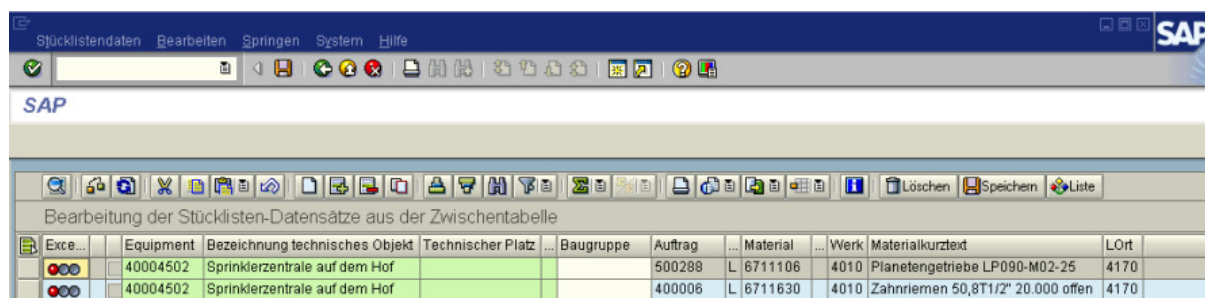 Stücklistendaten Bearbeiten Springen System Hilfe
SAP
SAP
Löschen Speichern Liste
Bearbeitung der Stücklisten-Datensätze aus der Zwischentabelle
Exce... Equipment Bezeichnung technisches Objekt Technischer Platz ... Baugruppe Auftrag ... Material ... Werk Materialkurztext LOrt
40004502 Sprinklerzentrale auf dem Hof 500288 L 6711106 4010 Planetengetriebe LP090-M02-25 4170
40004502 Sprinklerzentrale auf dem Hof 400006 L 6711630 4010 Zahnriemen 50,8T1/2" 20.000 offen 4170